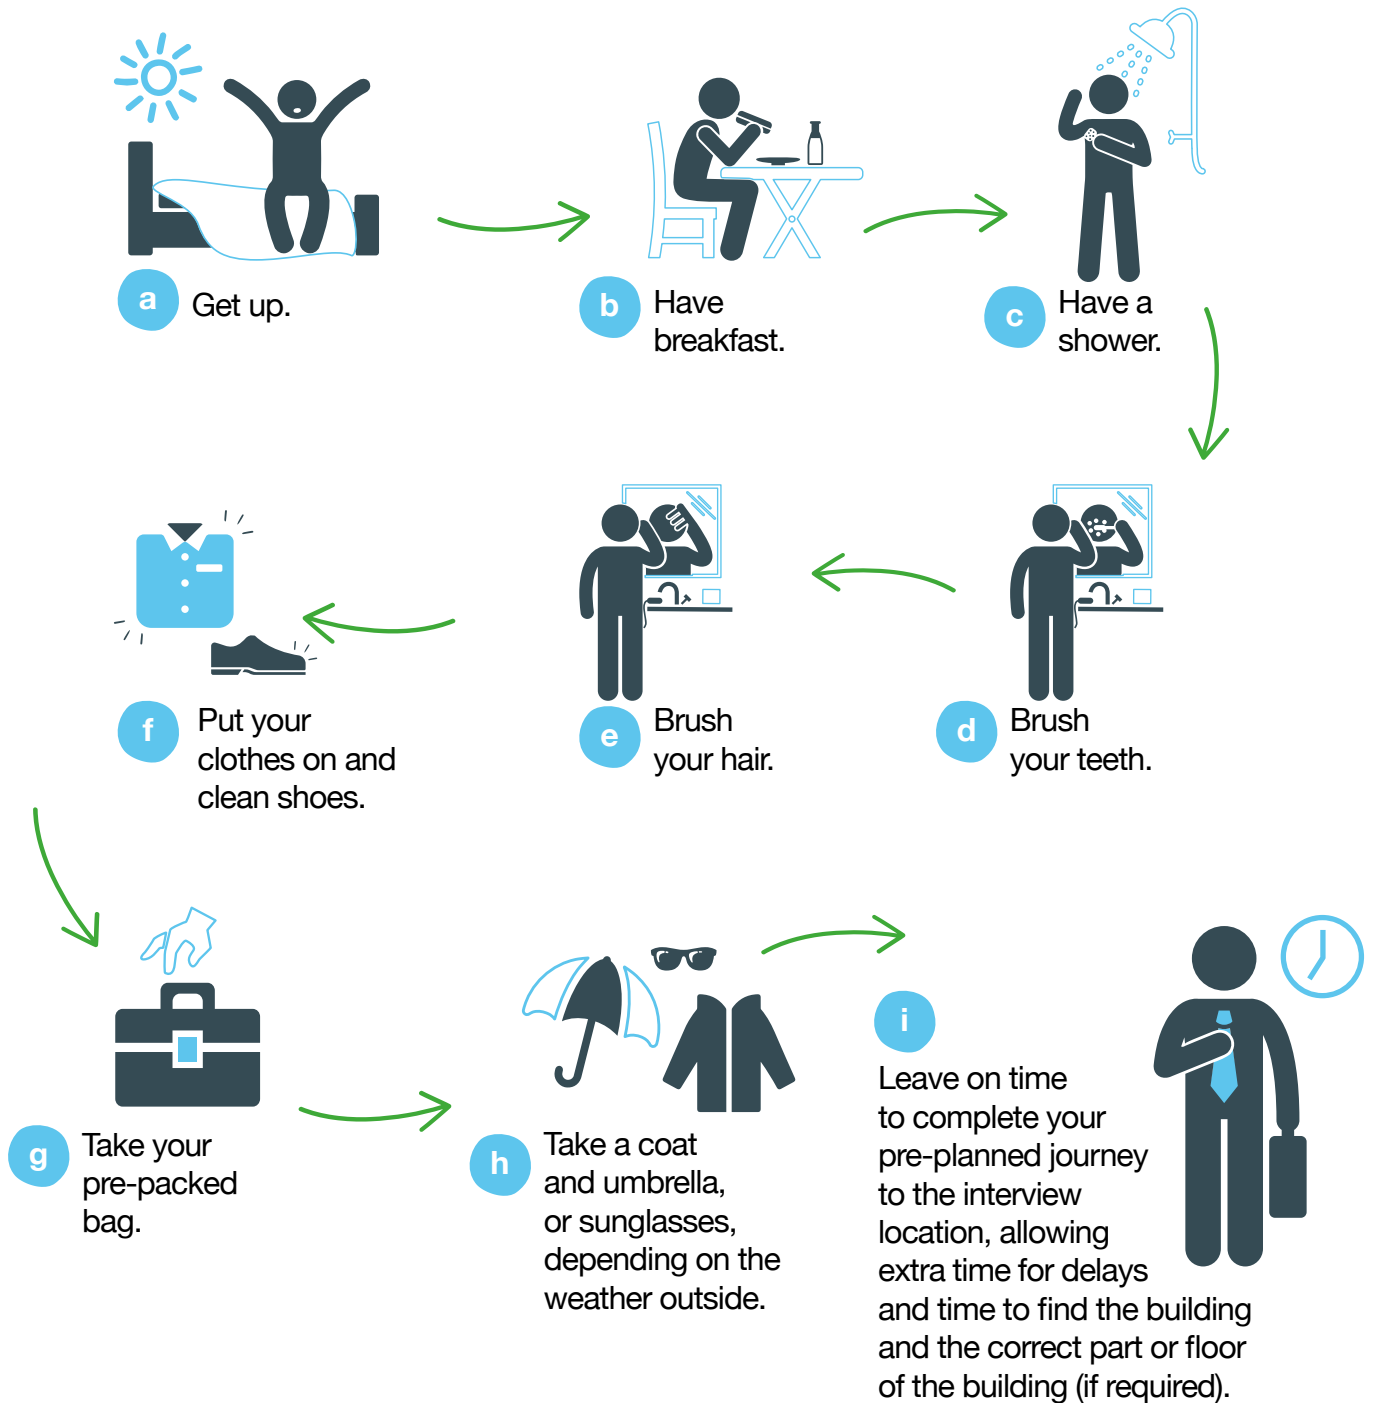 a
Get up.
b
Have
breakfast.
c
Have a
shower.
d
Brush
your teeth.
e
Brush
your hair.
f
Put your
clothes on and
clean shoes.
g
Take your
pre-packed
bag.
h
Take a coat
and umbrella,
or sunglasses,
depending on the
weather outside.
i
Leave on time
to complete your
pre-planned journey
to the interview
location, allowing
extra time for delays
and time to find the building
and the correct part or floor
of the building (if required).